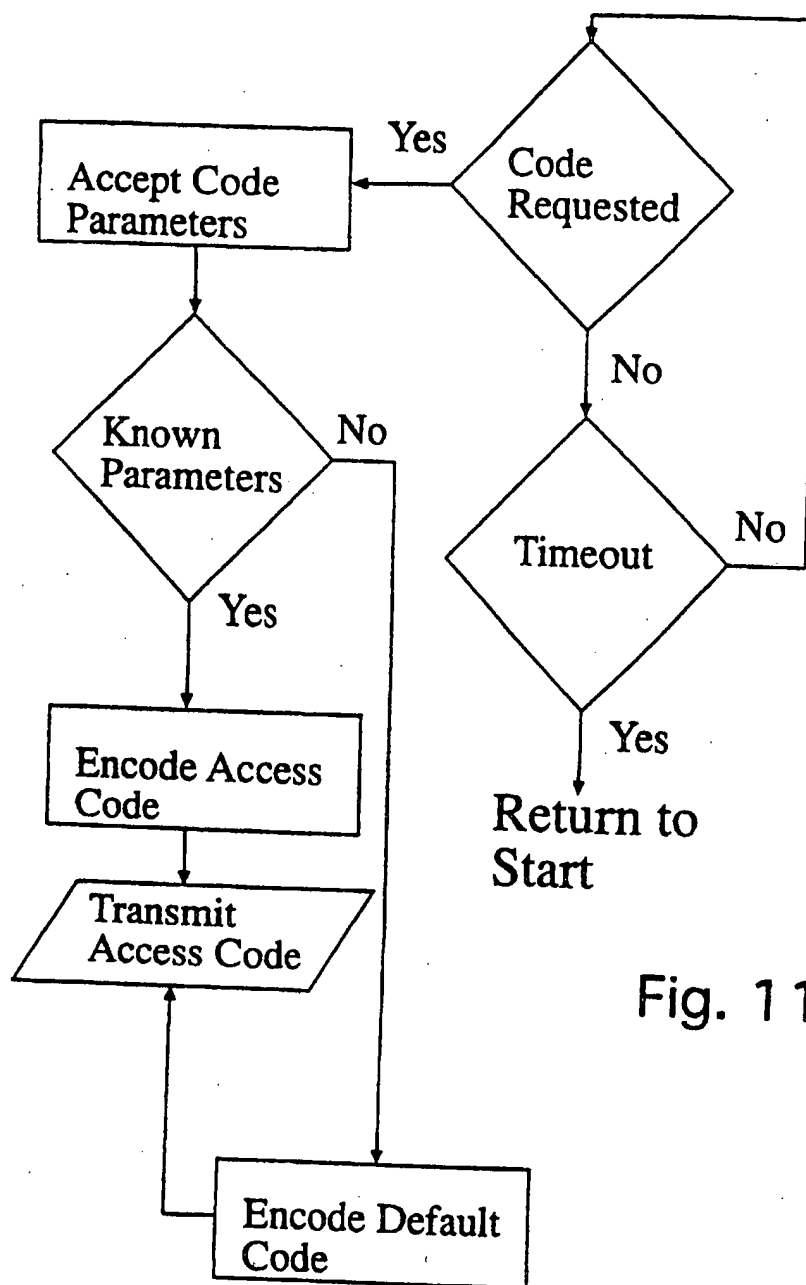 Code
Requested
Yes
Accept Code
Parameters
No
Known
Parameters
No
Yes
Timeout
No
Yes
Return to
Start
Encode Access
Code
Transmit
Access Code
Encode Default
Code
Fig. 11